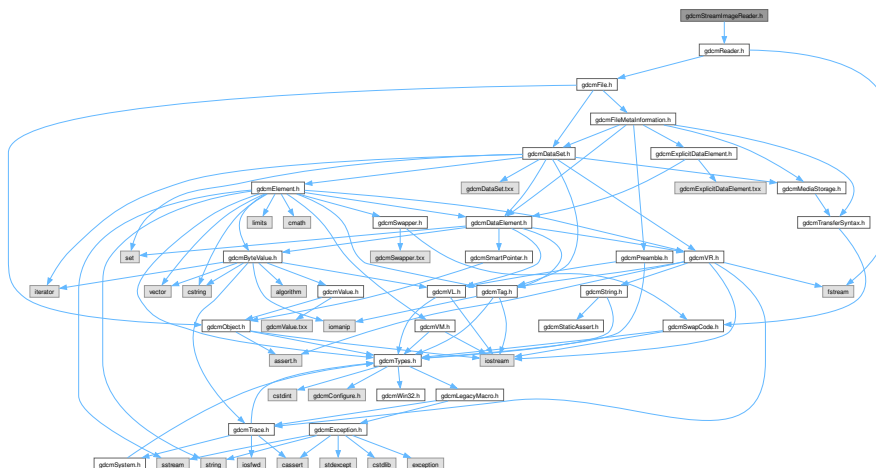 gdcmStreamImageReader.h
gdcmReader.h
gdcmFile.h
gdcmFileMetaInformation.h
gdcmDataSet.h
gdcmExplicitDataElement.h
gdcmElement.h
gdcmDataSet.txx
gdcmExplicitDataElement.txx
gdcmMediaStorage.h
limits
cmath
gdcmSwapper.h
gdcmDataElement.h
gdcmTransferSyntax.h
set
gdcmByteValue.h
gdcmSwapper.txx
gdcmSmartPointer.h
gdcmPreamble.h
gdcmVR.h
iterator
vector
cstring
algorithm
gdcmValue.h
gdcmVL.h
gdcmTag.h
gdcmString.h
fstream
gdcmObject.h
gdcmValue.txx
iomanip
gdcmVM.h
gdcmStaticAssert.h
gdcmSwapCode.h
assert.h
gdcmTypes.h
iostream
cstdint
gdcmConfigure.h
gdcmWin32.h
gdcmLegacyMacro.h
gdcmTrace.h
gdcmException.h
gdcmSystem.h
sstream
string
iosfwd
cassert
stdexcept
cstdlib
exception